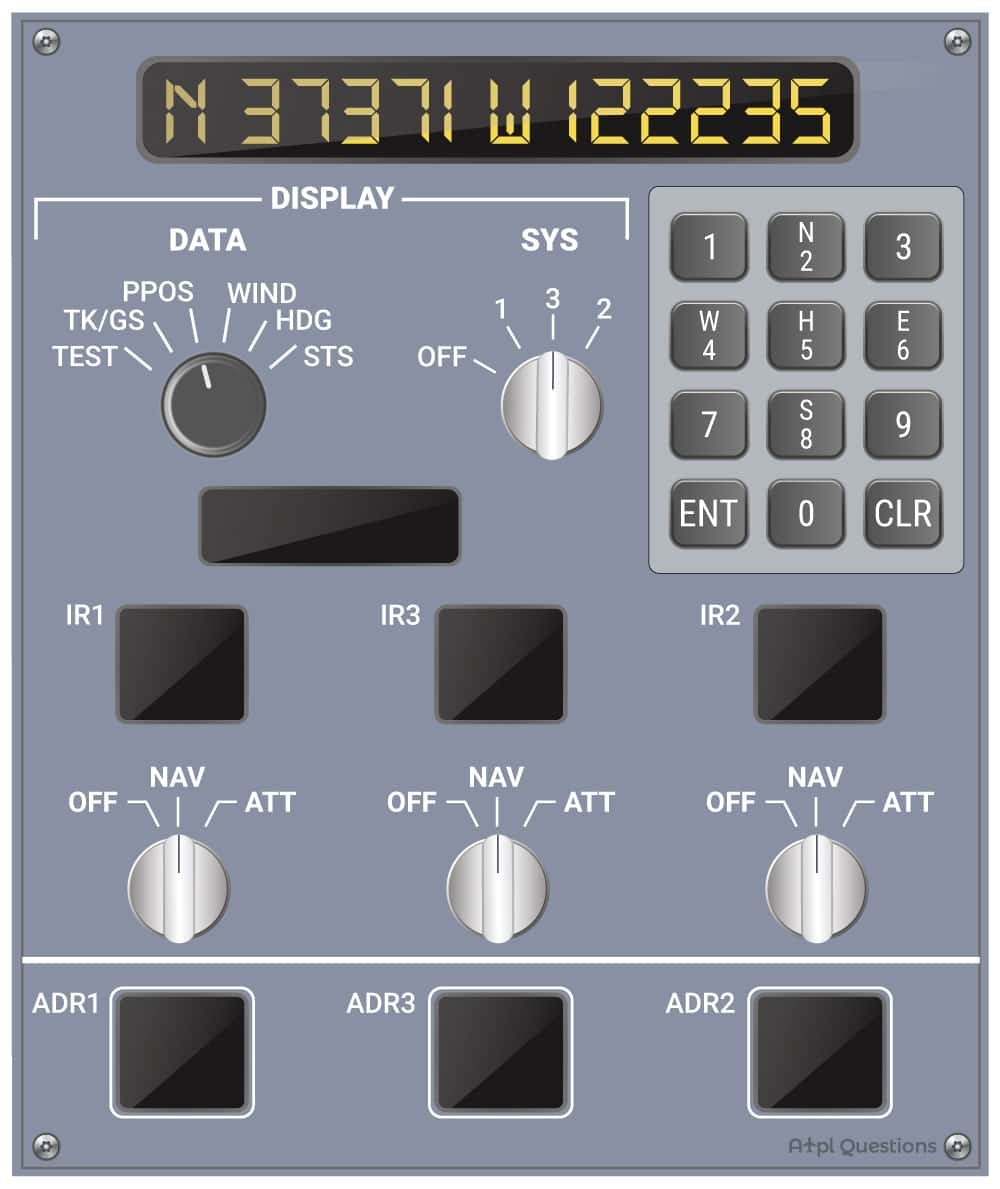 N 37371 W 122235
DISPLAY
DATA
SYS
PPOS WIND
TK/GS HDG
TEST STS
1 3 2
OFF
1
N
2
3
W
4
H
5
E
6
7
S
8
9
ENT
0
CLR
IR1
IR3
IR2
NAV
OFF ATT
NAV
OFF ATT
NAV
OFF ATT
ADR1
ADR3
ADR2
Atpl Questions